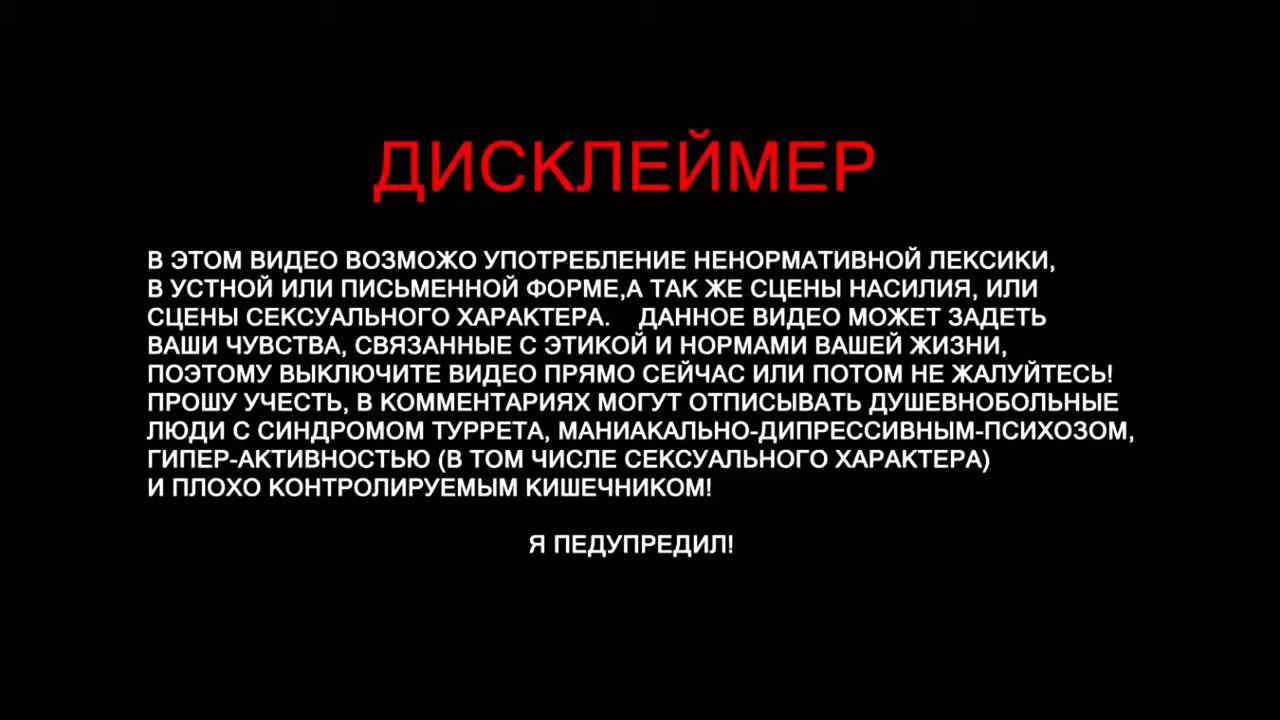 ДИСКЛЕЙМЕР
В ЭТОМ ВИДЕО ВОЗМОЖО УПОТРЕБЛЕНИЕ НЕНОРМАТИВНОЙ ЛЕКСИКИ,
В УСТНОЙ ИЛИ ПИСЬМЕННОЙ ФОРМЕ,А ТАК ЖЕ СЦЕНЫ НАСИЛИЯ, ИЛИ
СЦЕНЫ СЕКСУАЛЬНОГО ХАРАКТЕРА. ДАННОЕ ВИДЕО МОЖЕТ ЗАДЕТЬ
ВАШИ ЧУВСТВА, СВЯЗАННЫЕ С ЭТИКОЙ И НОРМАМИ ВАШЕЙ ЖИЗНИ,
ПОЭТОМУ ВЫКЛЮЧИТЕ ВИДЕО ПРЯМО СЕЙЧАС ИЛИ ПОТОМ НЕ ЖАЛУЙТЕСЬ!
ПРОШУ УЧЕСТЬ, В КОММЕНТАРИЯХ МОГУТ ОТПИСЫВАТЬ ДУШЕВНОБОЛЬНЫЕ
ЛЮДИ С СИНДРОМОМ ТУРРЕТА, МАНИАКАЛЬНО-ДИПРЕССИВНЫМ-ПСИХОЗОМ,
ГИПЕР-АКТИВНОСТЬЮ (В ТОМ ЧИСЛЕ СЕКСУАЛЬНОГО ХАРАКТЕРА)
И ПЛОХО КОНТРОЛИРУЕМЫМ КИШЕЧНИКОМ!
Я ПЕДУПРЕДИЛ!